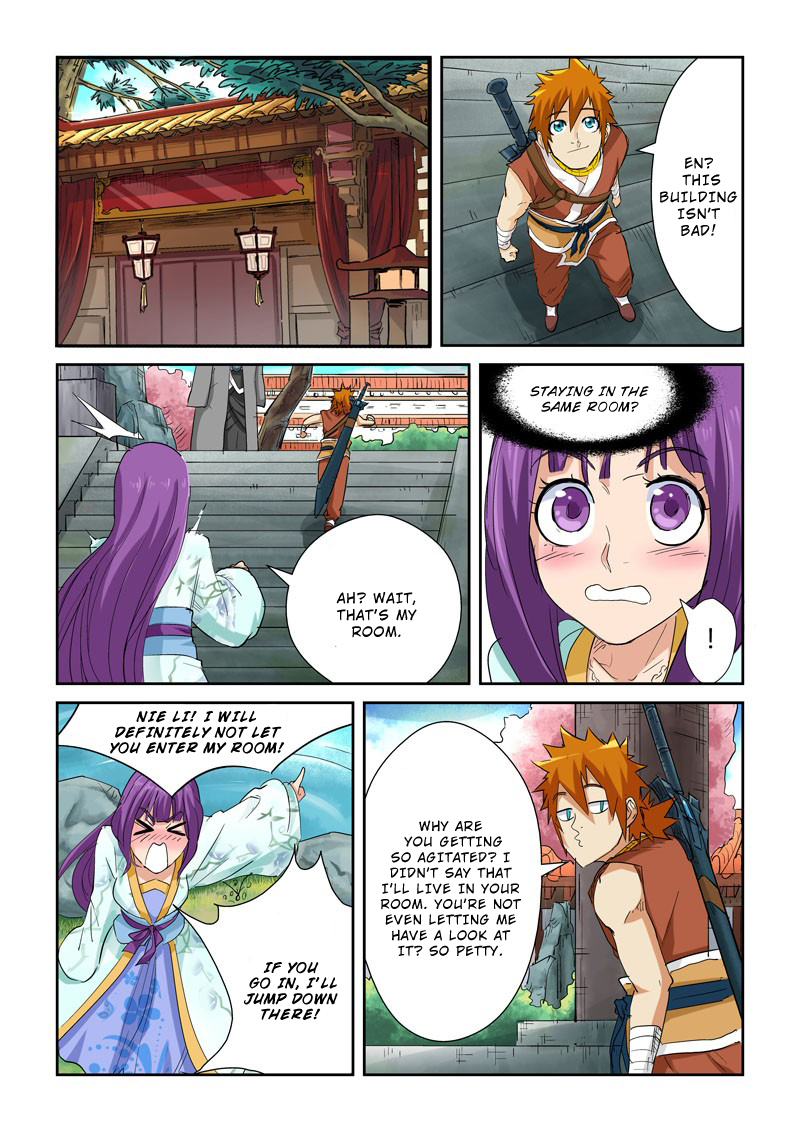 EN?
THIS
BUILDING
ISN'T
BAD!
AH? WAIT,
THAT'S MY
ROOM.
STAYING IN THE
SAME ROOM?
!
NIE LI! I WILL
DEFINITELY NOT LET
YOU ENTER MY ROOM!
IF YOU
GO IN, I'LL
JUMP DOWN
THERE!
WHY ARE
YOU GETTING
SO AGITATED? I
DIDN'T SAY THAT
I'LL LIVE IN YOUR
ROOM. YOU'RE NOT
EVEN LETTING ME
HAVE A LOOK AT
IT? SO PETTY.